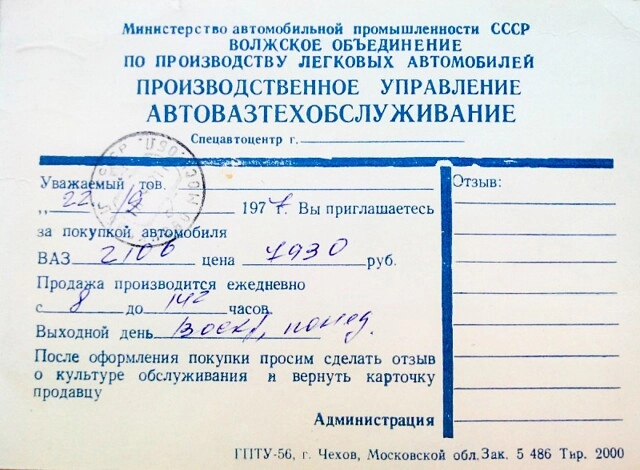 Министерство автомобильной промышленности СССР
ВОЛЖСКОЕ ОБЪЕДИНЕНИЕ
ПО ПРОИЗВОДСТВУ ЛЕГКОВЫХ АВТОМОБИЛЕЙ
ПРОИЗВОДСТВЕННОЕ УПРАВЛЕНИЕ
АВТОВАЗТЕХОБСЛУЖИВАНИЕ
Спецавтоцентр г.
Уважаемый тов.
„ 22 197 7 г. Вы приглашаетесь
за покупкой автомобиля
ВАЗ 2106 цена 7930 руб.
Продажа производится ежедневно
с 8 до часов
Выходной день Воскр, понед.
После оформления покупки просим сделать отзыв
о культуре обслуживания и вернуть карточку
продавцу
Администрация
Отзыв:
ГПТУ-56, г. Чехов, Московской обл. Зак. 5 486 Тир. 2000